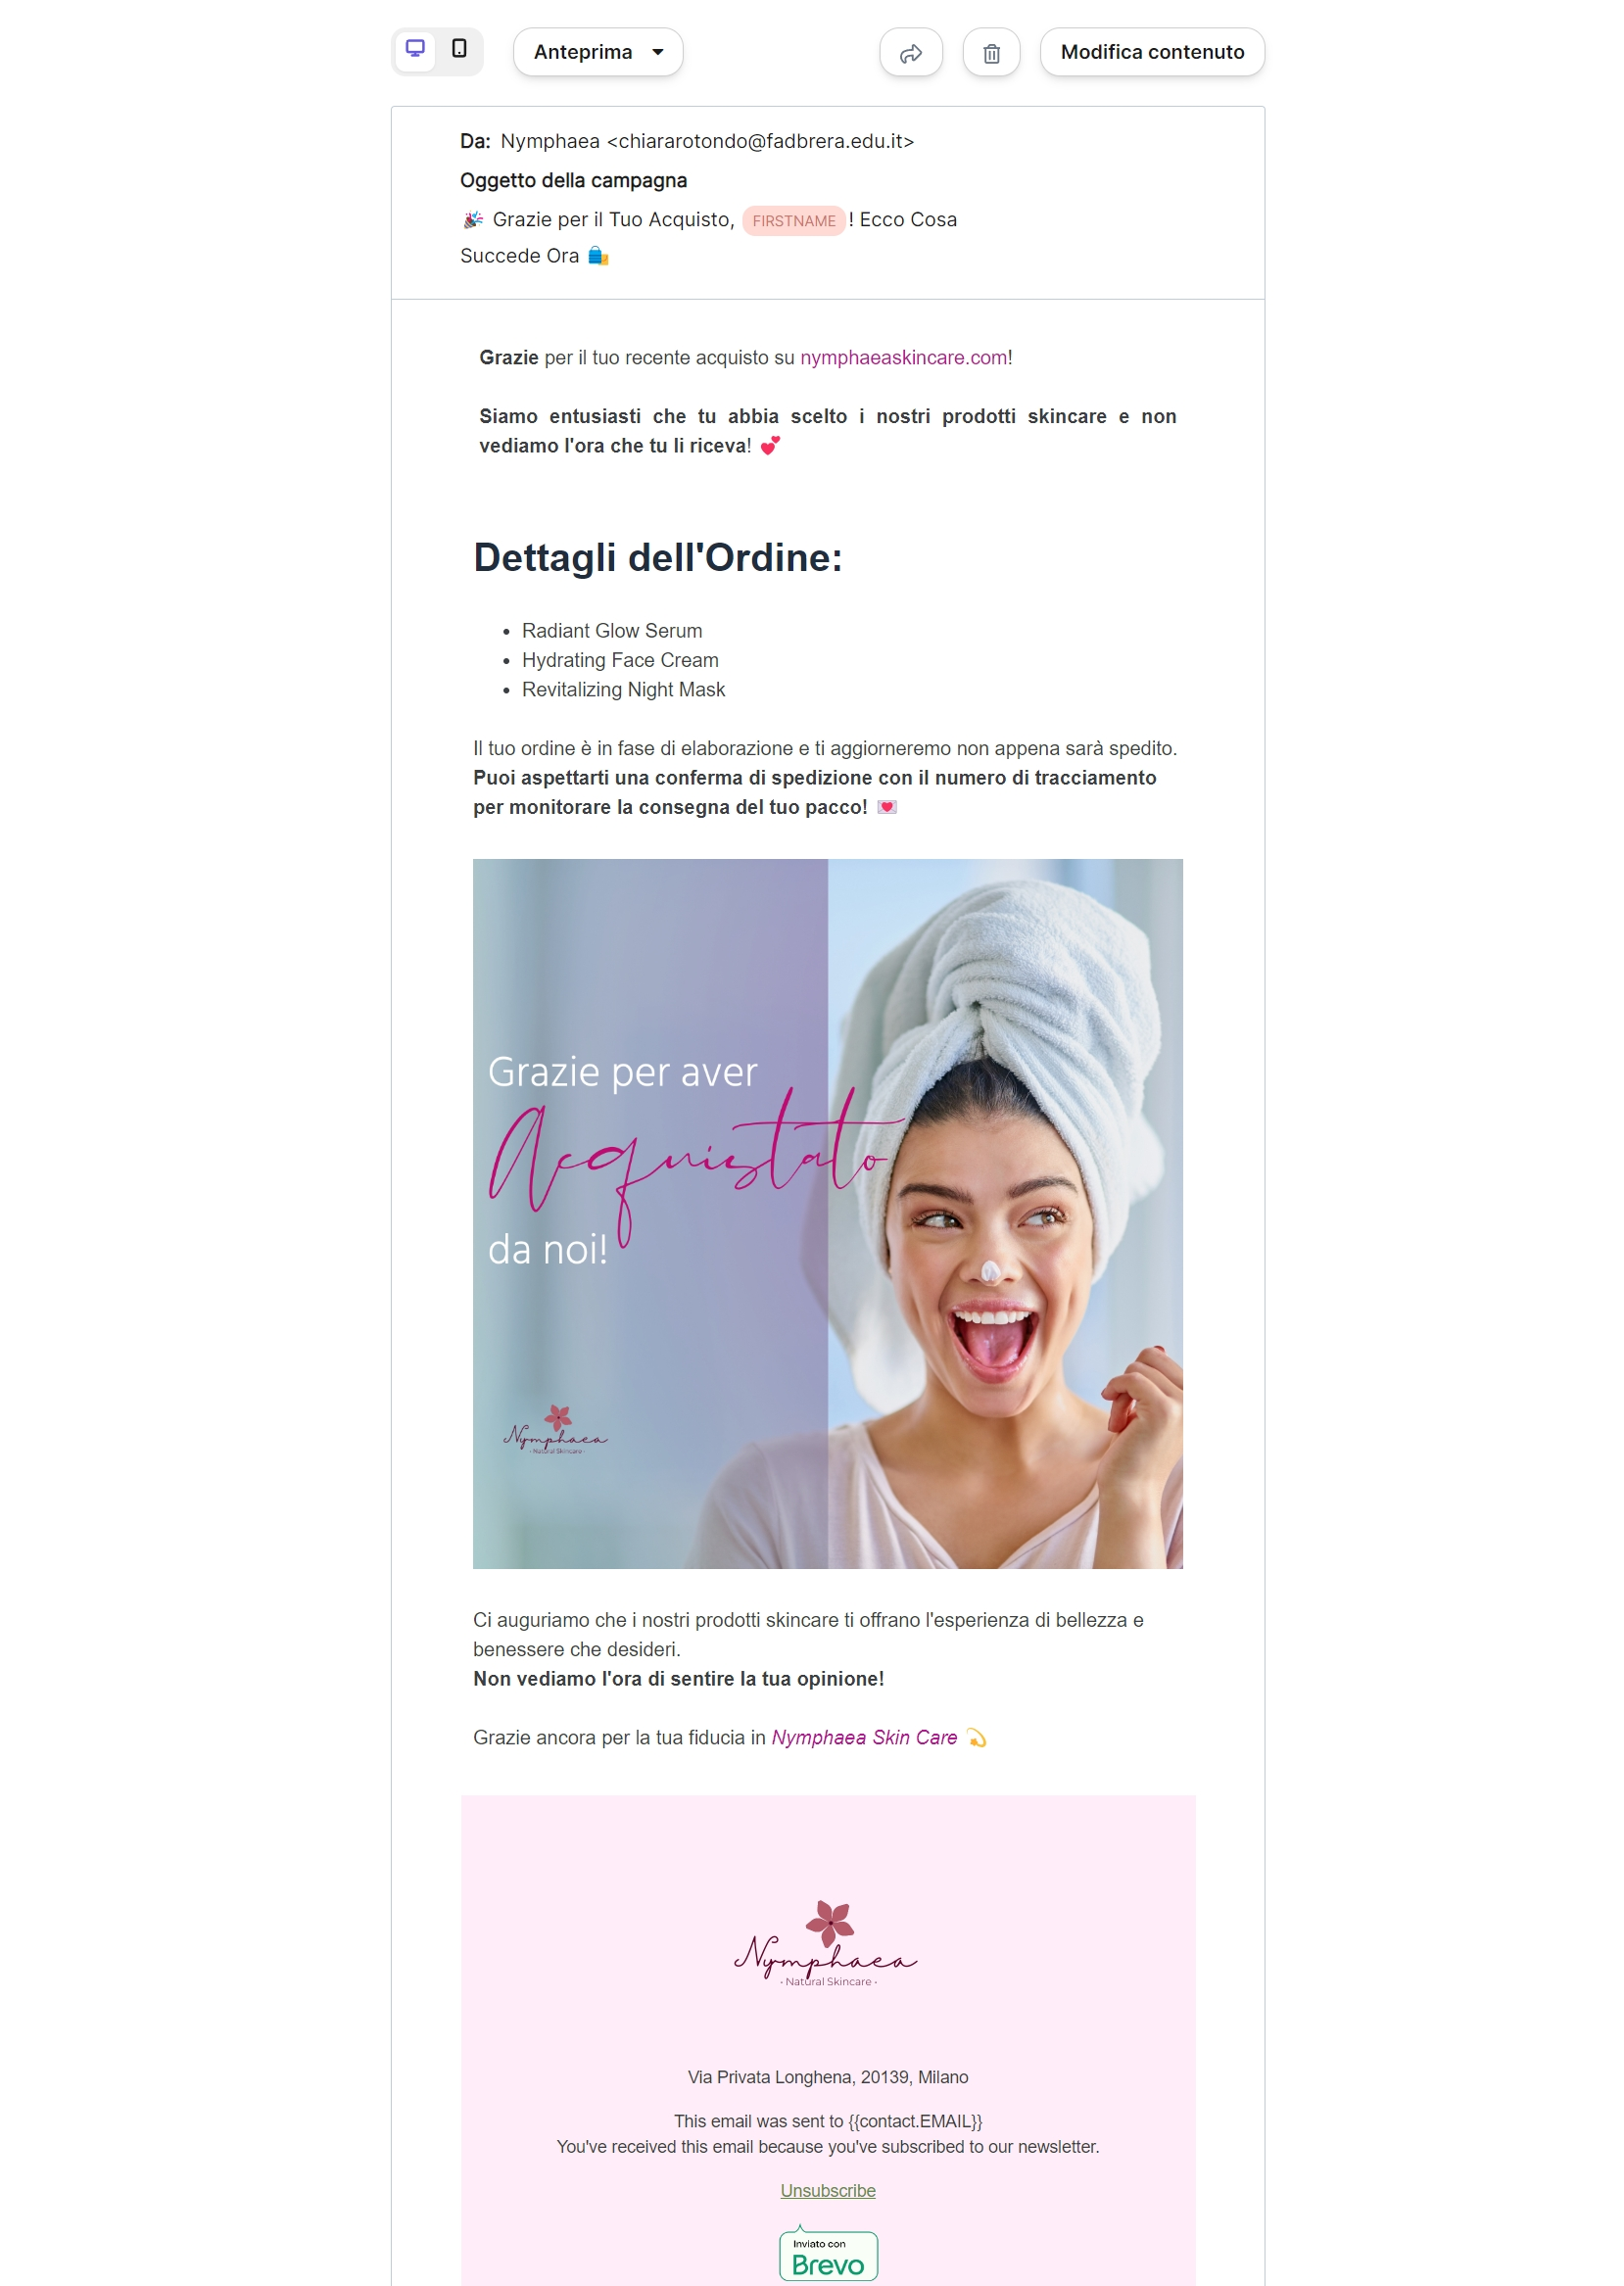 Anteprima
Modifica contenuto
Da: Nymphaea <chiararotondo@fadbrera.edu.it>
Oggetto della campagna
🎉 Grazie per il Tuo Acquisto, FIRSTNAME ! Ecco Cosa
Succede Ora 🛍️
Grazie per il tuo recente acquisto su nymphaeaskincare.com!
Siamo entusiasti che tu abbia scelto i nostri prodotti skincare e non
vediamo l'ora che tu li riceva! 💕
Dettagli dell'Ordine:
• Radiant Glow Serum
• Hydrating Face Cream
• Revitalizing Night Mask
Il tuo ordine è in fase di elaborazione e ti aggiorneremo non appena sarà spedito.
Puoi aspettarti una conferma di spedizione con il numero di tracciamento
per monitorare la consegna del tuo pacco! 💌
Grazie per aver
Acquistato
da noi!
Nymphaea
• Natural Skincare •
Ci auguriamo che i nostri prodotti skincare ti offrano l'esperienza di bellezza e
benessere che desideri.
Non vediamo l'ora di sentire la tua opinione!
Grazie ancora per la tua fiducia in Nymphaea Skin Care 💫
Nymphaea
• Natural Skincare •
Via Privata Longhena, 20139, Milano
This email was sent to {{contact.EMAIL}}
You've received this email because you've subscribed to our newsletter.
Unsubscribe
Inviato con
Brevo